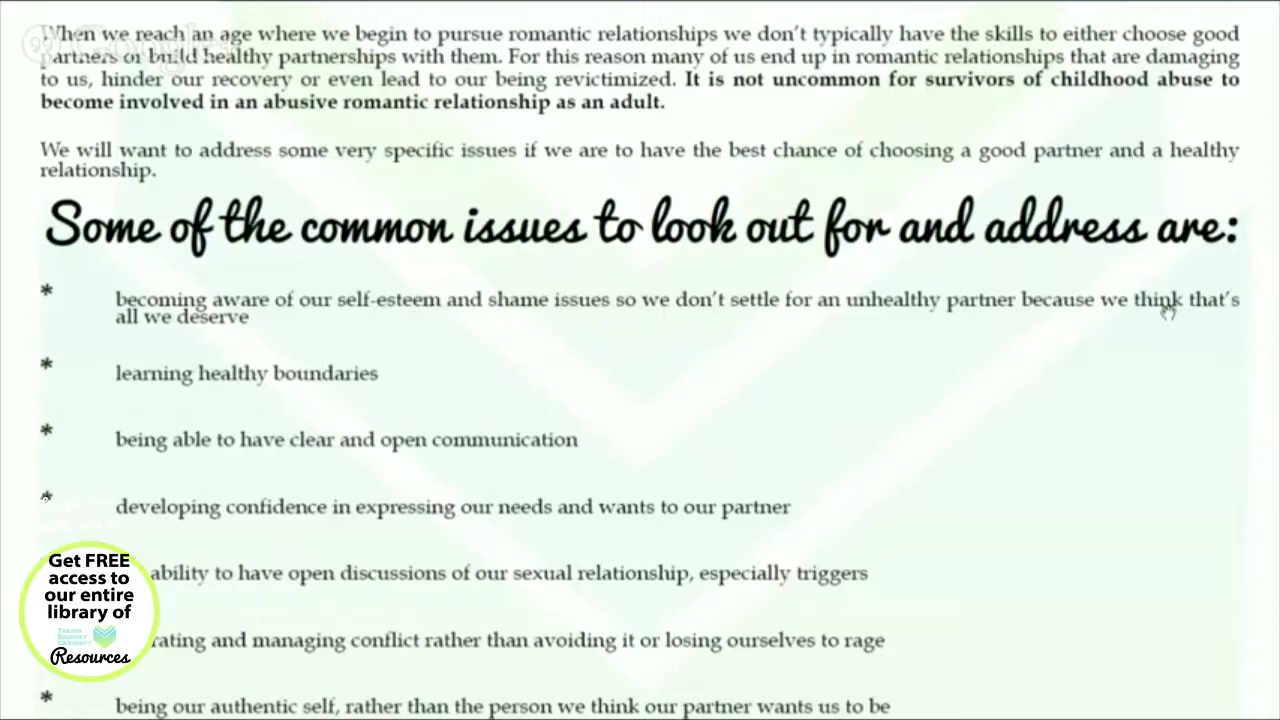 When we reach an age where we begin to pursue romantic relationships we don't typically have the skills to either choose good
partners or build healthy partnerships with them. For this reason many of us end up in romantic relationships that are damaging
to us, hinder our recovery or even lead to our being revictimized. It is not uncommon for survivors of childhood abuse to
become involved in an abusive romantic relationship as an adult.
We will want to address some very specific issues if we are to have the best chance of choosing a good partner and a healthy
relationship.
Some of the common issues to look out for and address are:
* becoming aware of our self-esteem and shame issues so we don't settle for an unhealthy partner because we think that's
all we deserve
* learning healthy boundaries
* being able to have clear and open communication
* developing confidence in expressing our needs and wants to our partner
ability to have open discussions of our sexual relationship, especially triggers
rating and managing conflict rather than avoiding it or losing ourselves to rage
* being our authentic self, rather than the person we think our partner wants us to be
Get FREE
access to
our entire
library of
TRAUMA
RECOVERY
UNIVERSITY
Resources